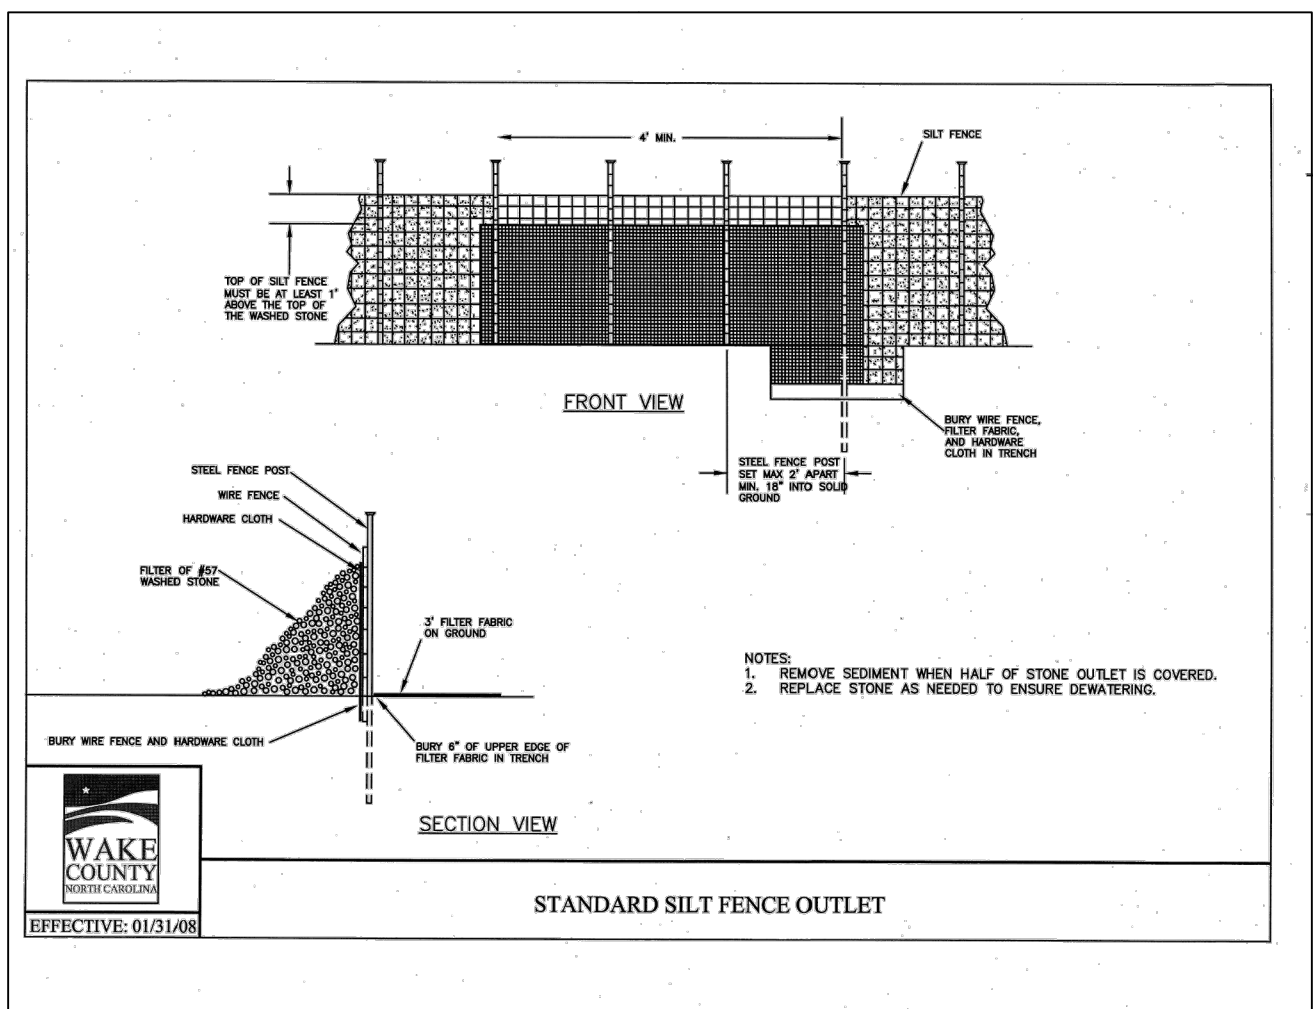 4' MIN.
SILT FENCE
TOP OF SILT FENCE
MUST BE AT LEAST 1'
ABOVE THE TOP OF
THE WASHED STONE
FRONT VIEW
BURY WIRE FENCE,
FILTER FABRIC,
AND HARDWARE
CLOTH IN TRENCH
STEEL FENCE POST
SET MAX 2' APART
MIN. 18" INTO SOLID
GROUND
STEEL FENCE POST
WIRE FENCE
HARDWARE CLOTH
FILTER OF #57
WASHED STONE
3' FILTER FABRIC
ON GROUND
BURY WIRE FENCE AND HARDWARE CLOTH
BURY 6" OF UPPER EDGE OF
FILTER FABRIC IN TRENCH
SECTION VIEW
NOTES:
1. REMOVE SEDIMENT WHEN HALF OF STONE OUTLET IS COVERED.
2. REPLACE STONE AS NEEDED TO ENSURE DEWATERING.
WAKE
COUNTY
NORTH CAROLINA
EFFECTIVE: 01/31/08
STANDARD SILT FENCE OUTLET